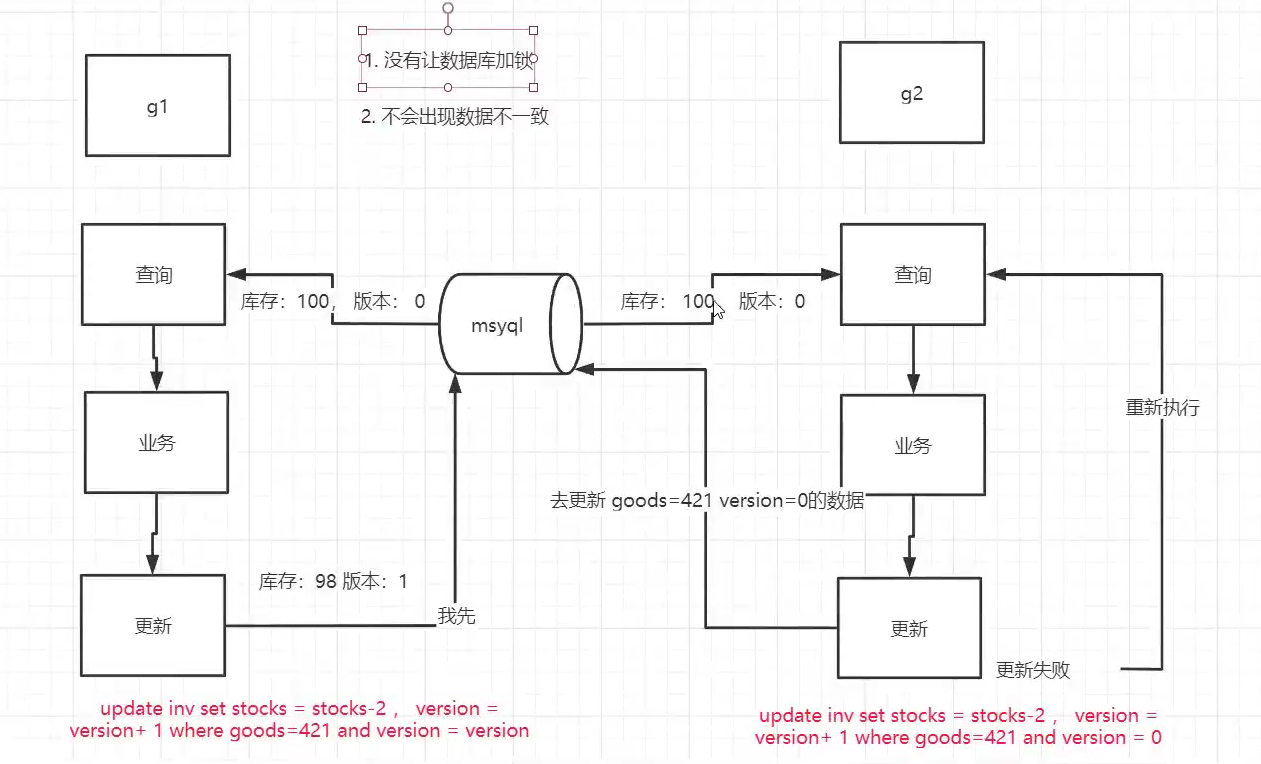 1. 没有让数据库加锁
g1
g2
2. 不会出现数据不一致
查询
查询
库存：100， 版本： 0
库存： 100， 版本：0
msyql
重新执行
业务
业务
去更新 goods=421 version=0的数据
库存：98 版本：1
我先
更新
更新
更新失败
update inv set stocks = stocks-2 ， version =
version+ 1 where goods=421 and version = version
update inv set stocks = stocks-2 ， version =
version+ 1 where goods=421 and version = 0